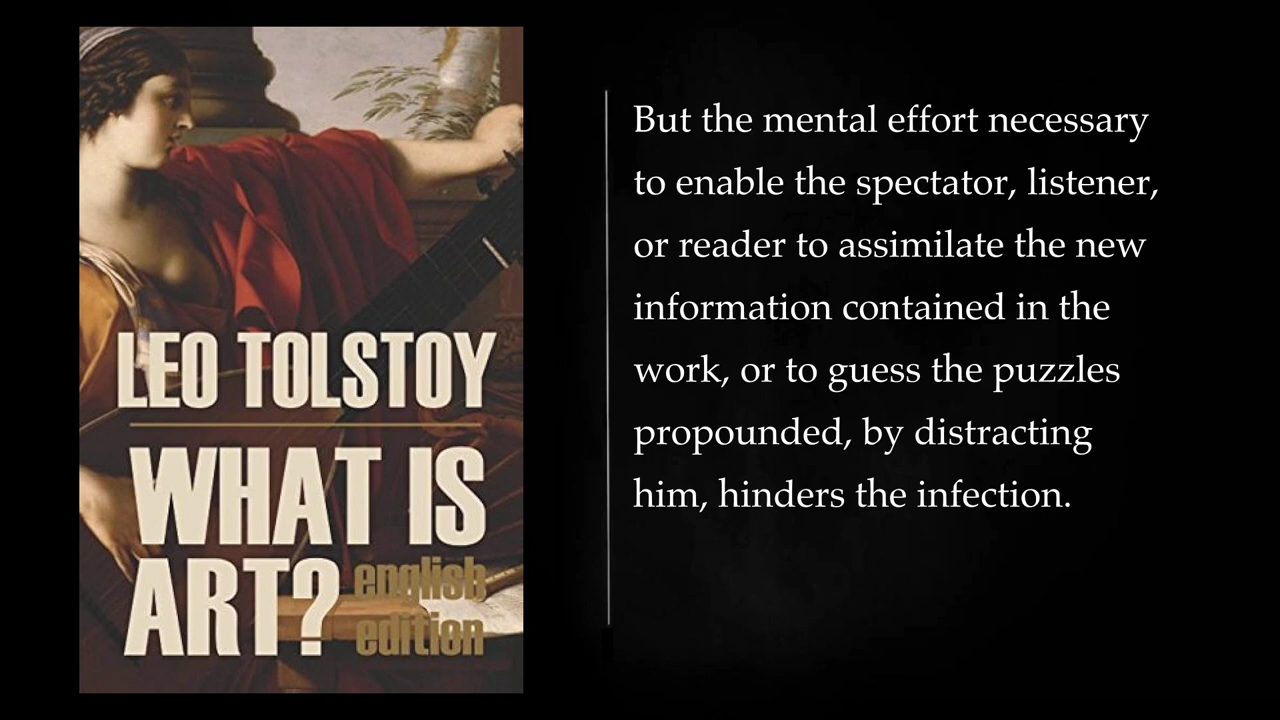 LEO TOLSTOY
WHAT IS
ART?
english
edition
But the mental effort necessary
to enable the spectator, listener,
or reader to assimilate the new
information contained in the
work, or to guess the puzzles
propounded, by distracting
him, hinders the infection.